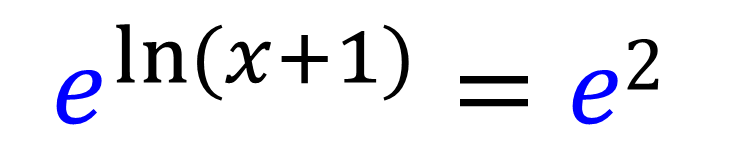 e^{ln(x+1)} = e^2